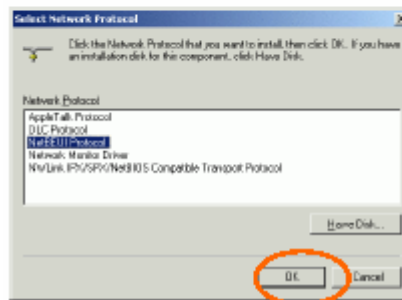 Select Network Protocol
Click the Network Protocol that you want to install, then click OK. If you have
an installation disk for this component, click Have Disk.
Network Protocol
AppleTalk Protocol
DLC Protocol
NetBEUI Protocol
Network Monitor Driver
NWLink IPX/SPX/NetBIOS Compatible Transport Protocol
Have Disk...
OK
Cancel